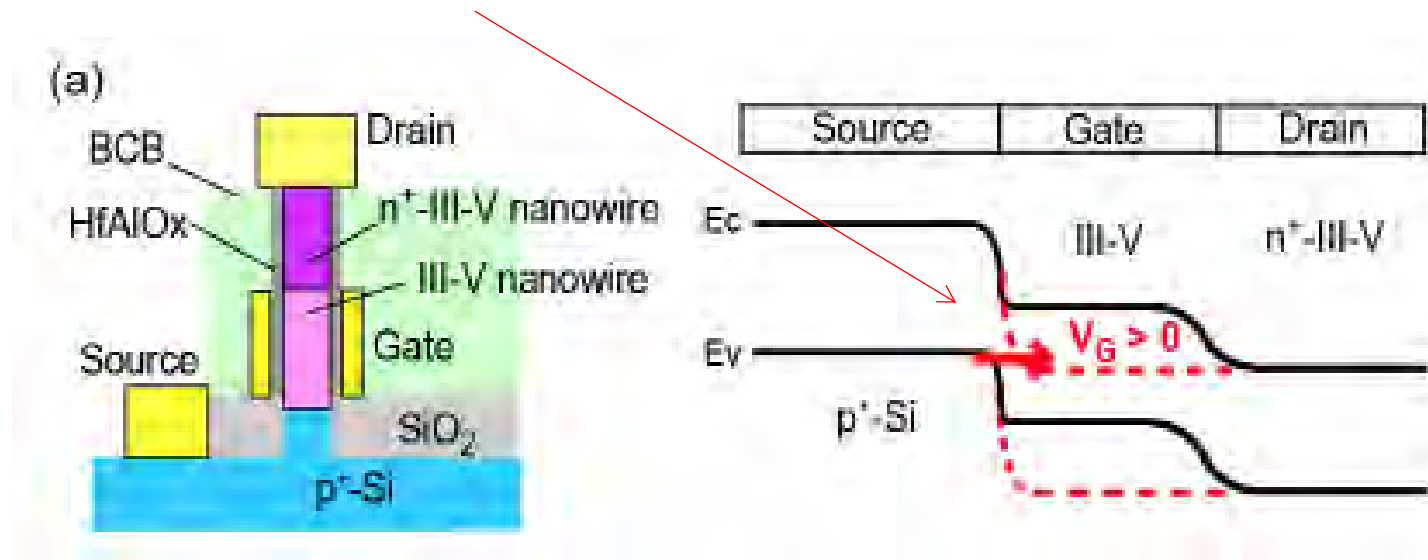 (a)
Drain
BCB
n⁺-III-V nanowire
HfAlOx
III-V nanowire
Source
Gate
SiO₂
p⁺-Si
Source Gate Drain
Ec
III-V n⁺-III-V
V_G > 0
Ev
p⁺-Si